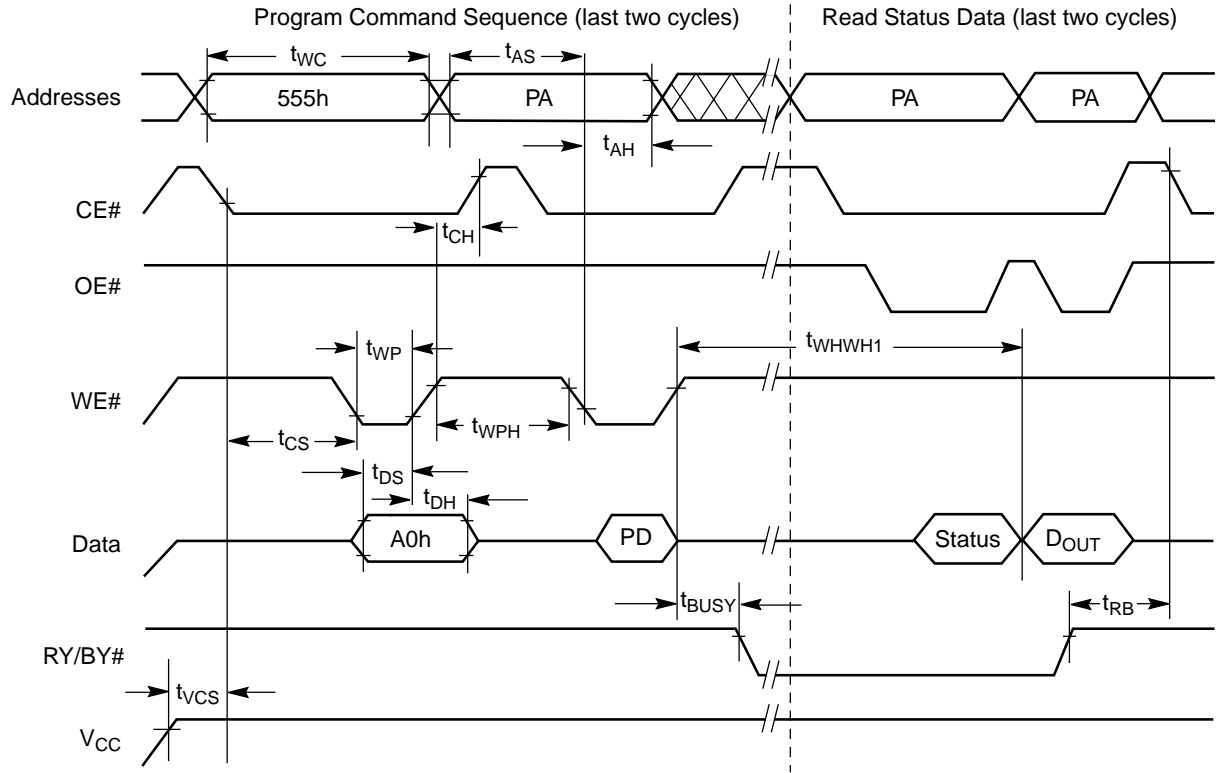 Program Command Sequence (last two cycles)
Read Status Data (last two cycles)
tWC
tAS
Addresses
555h
PA
PA
PA
tAH
CE#
tCH
OE#
tWP
tWHWH1
WE#
tCS
tWPH
tDS
tDH
Data
A0h
PD
Status
DOUT
tBUSY
tRB
RY/BY#
tVCS
VCC